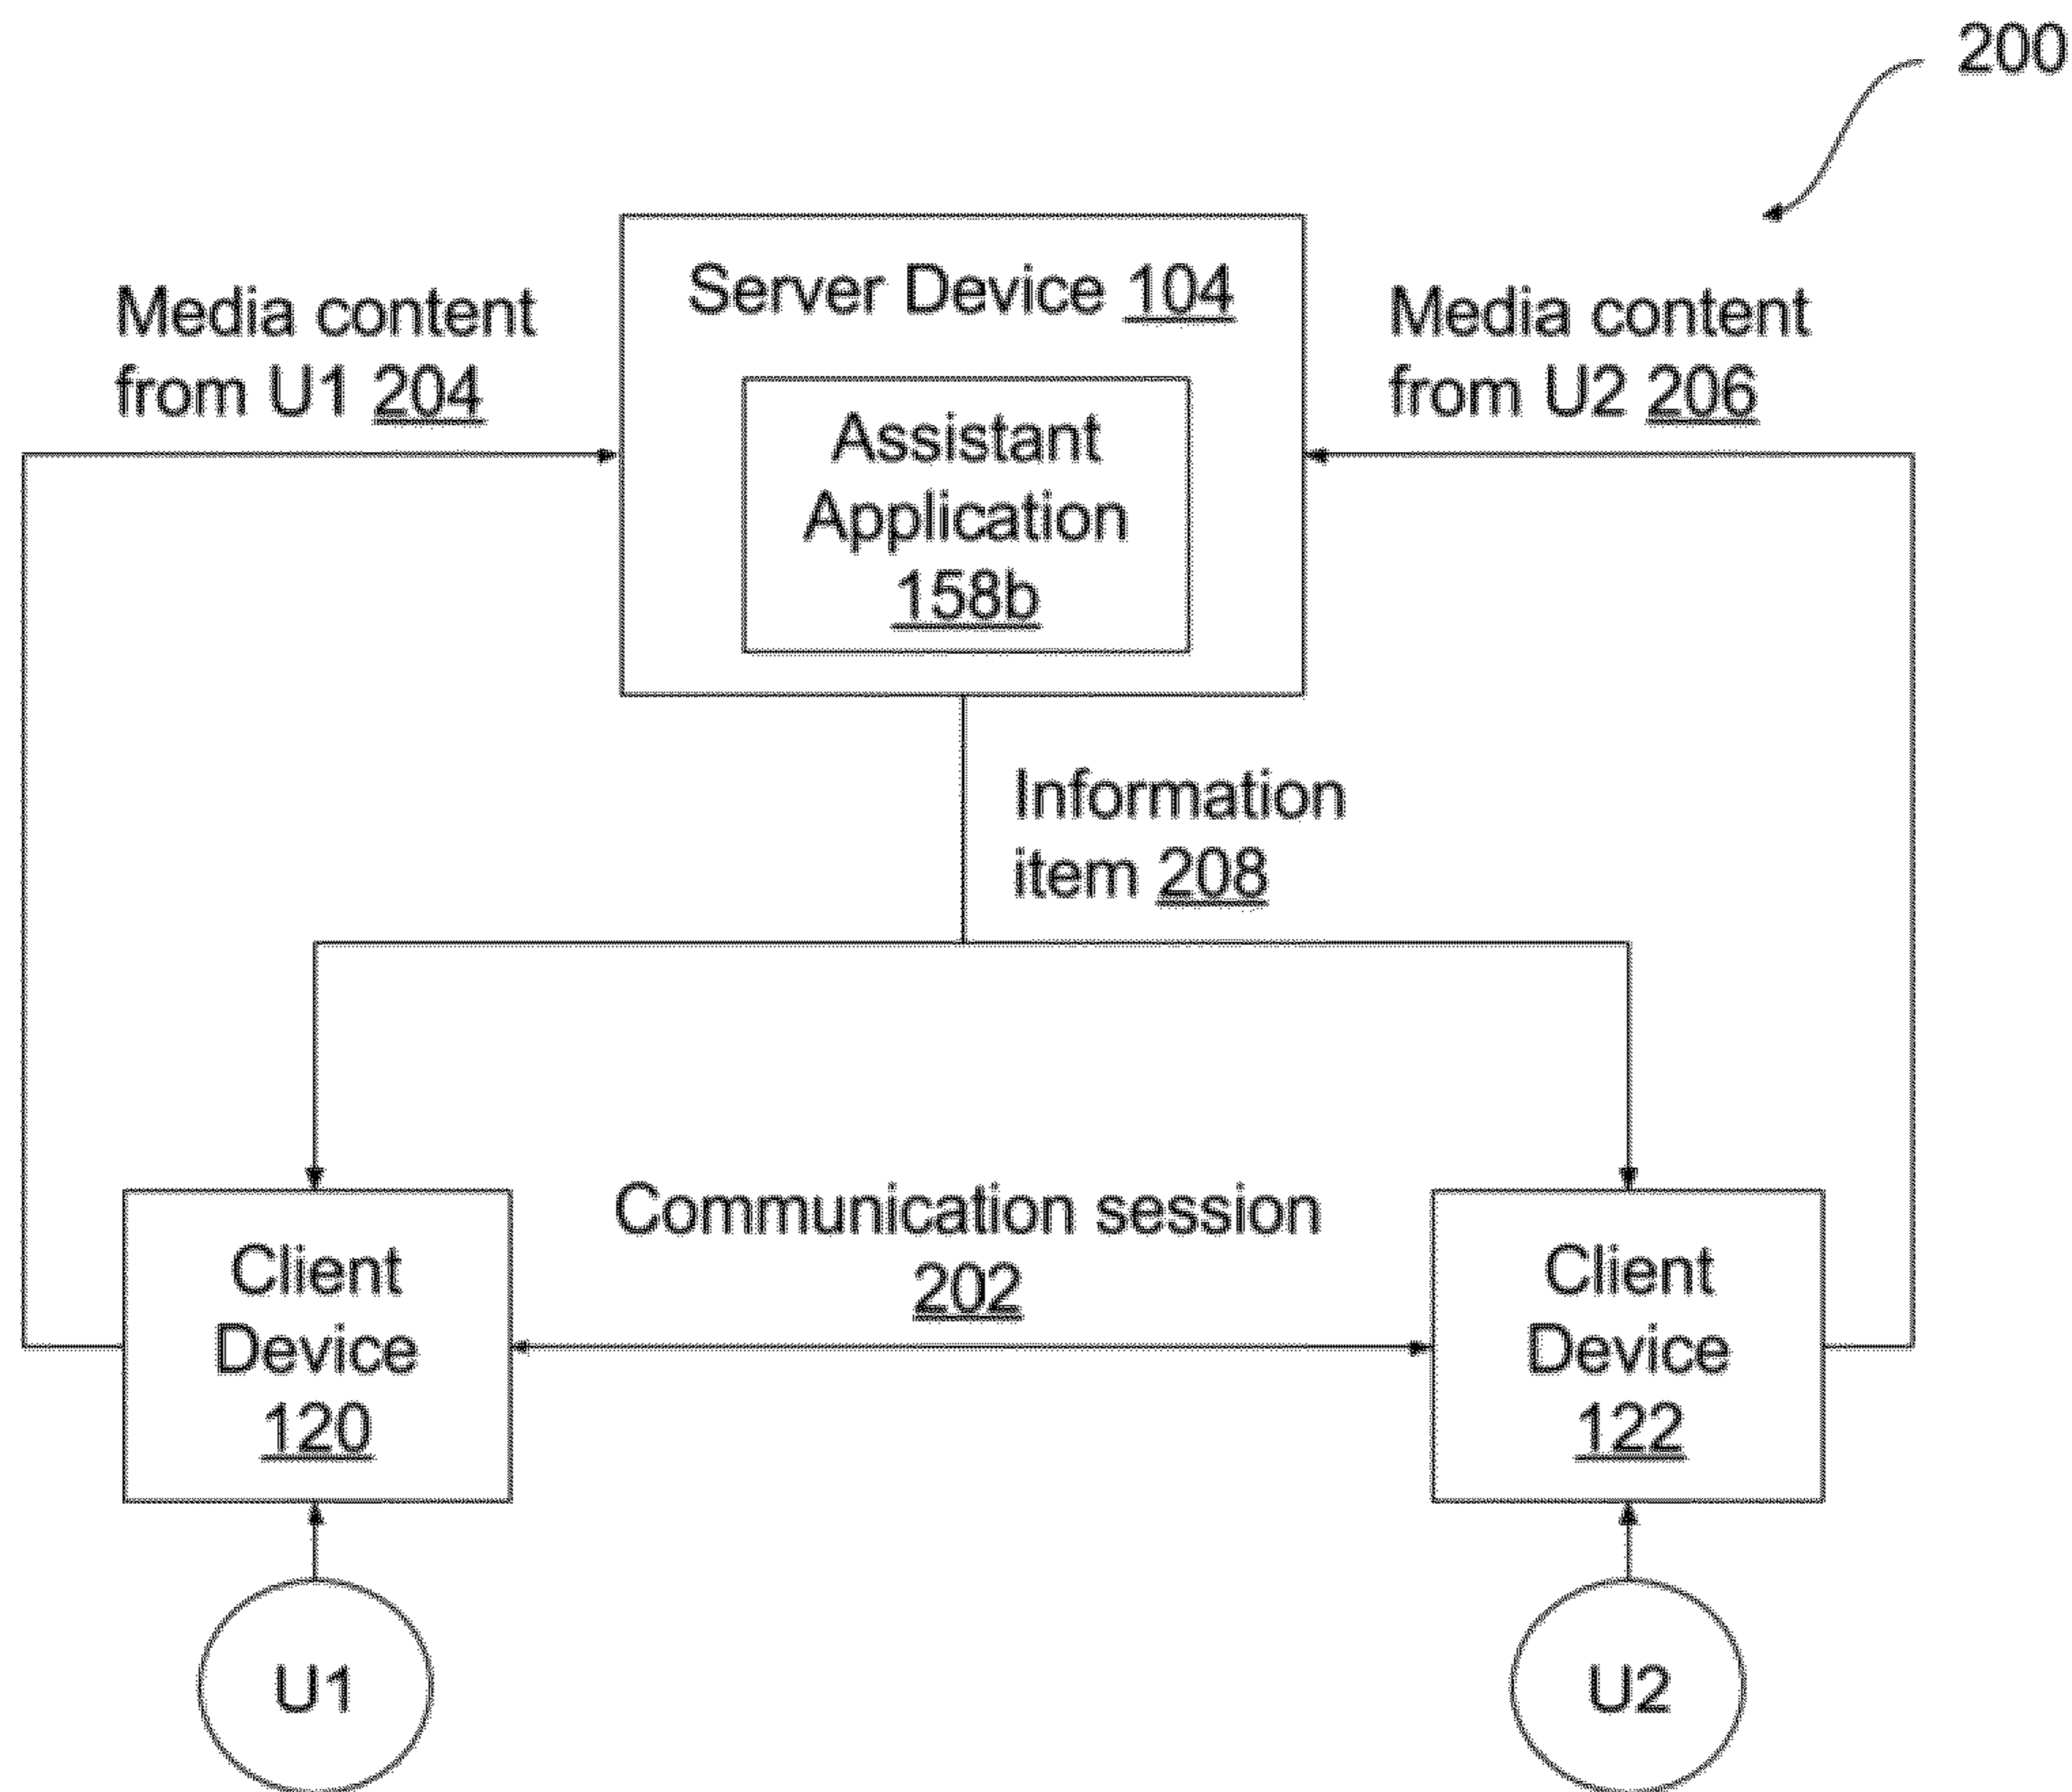 200
Server Device 104
Media content
from U1 204
Media content
from U2 206
Assistant
Application
158b
Information
item 208
Communication session
202
Client
Device
120
Client
Device
122
U1
U2